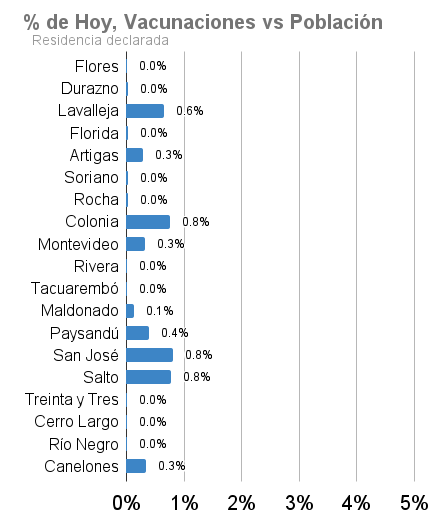 % de Hoy, Vacunaciones vs Población
Residencia declarada
Flores 0.0%
Durazno 0.0%
Lavalleja 0.6%
Florida 0.0%
Artigas 0.3%
Soriano 0.0%
Rocha 0.0%
Colonia 0.8%
Montevideo 0.3%
Rivera 0.0%
Tacuarembó 0.0%
Maldonado 0.1%
Paysandú 0.4%
San José 0.8%
Salto 0.8%
Treinta y Tres 0.0%
Cerro Largo 0.0%
Río Negro 0.0%
Canelones 0.3%
0% 1% 2% 3% 4% 5%